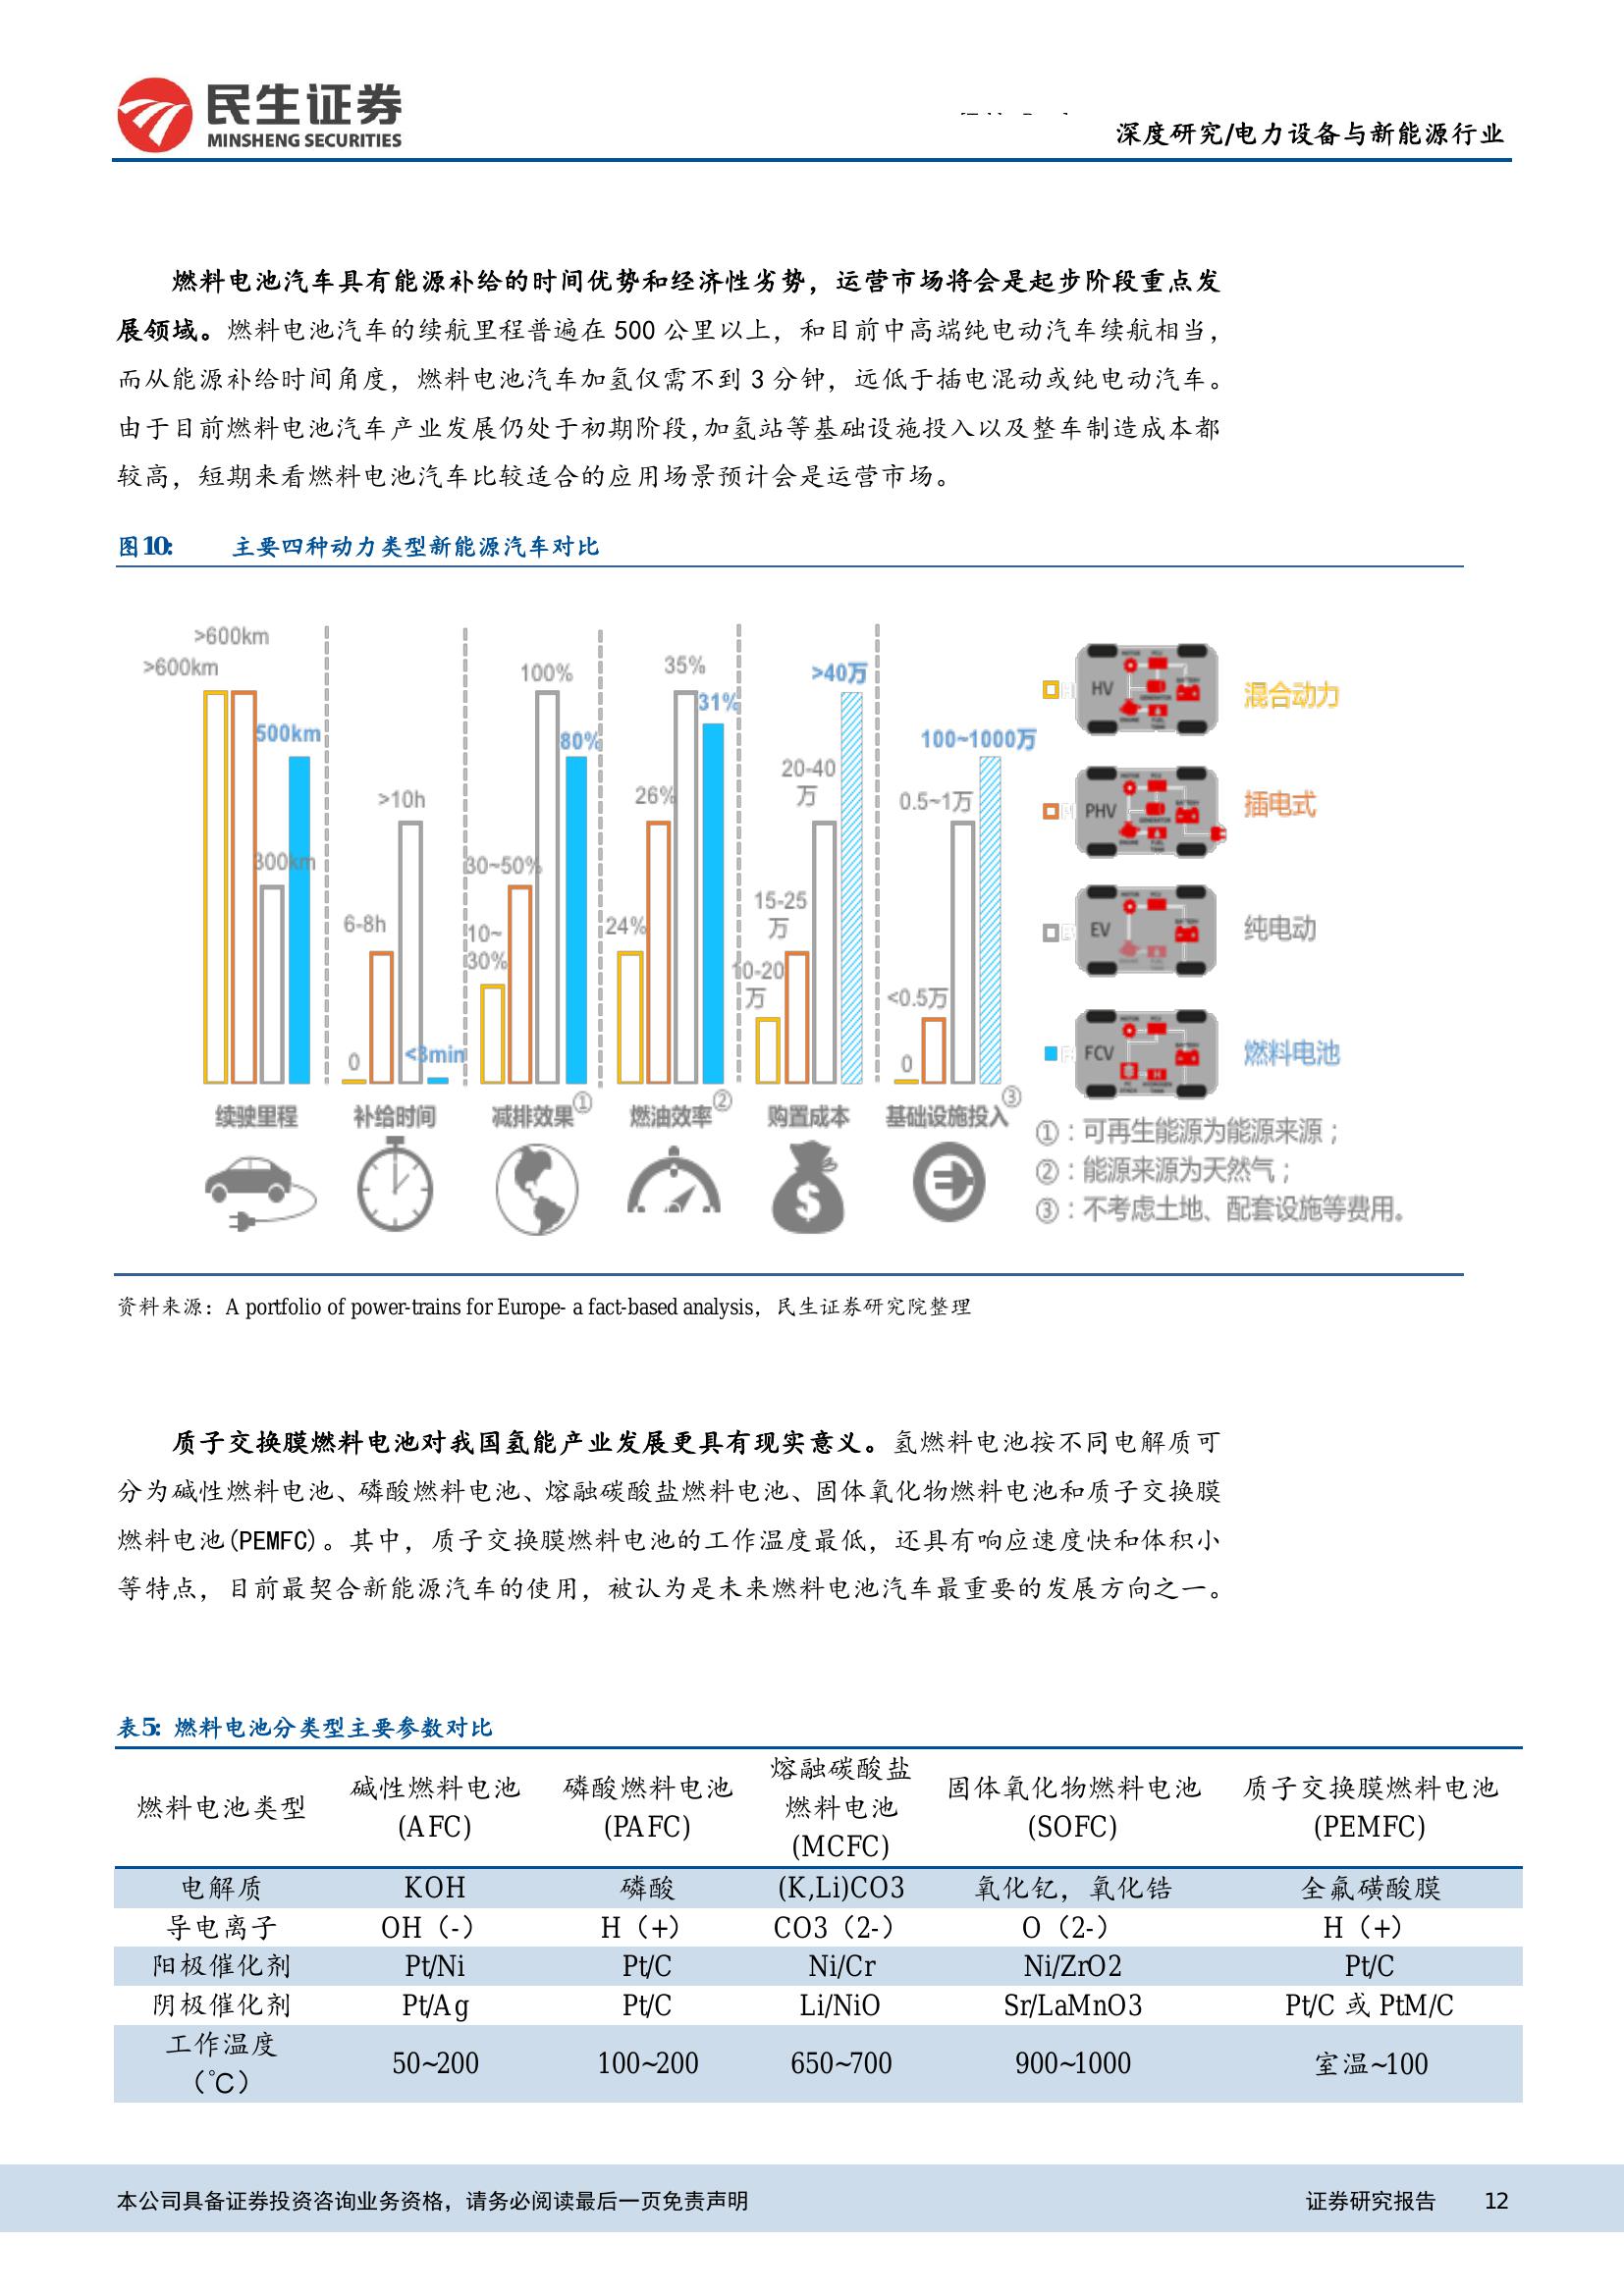 民生证券
MINSHENG SECURITIES
深度研究/电力设备与新能源行业
燃料电池汽车具有能源补给的时间优势和经济性劣势，运营市场将会是起步阶段重点发
展领域。燃料电池汽车的续航里程普遍在 500 公里以上，和目前中高端纯电动汽车续航相当，
而从能源补给时间角度，燃料电池汽车加氢仅需不到 3 分钟，远低于插电混动或纯电动汽车。
由于目前燃料电池汽车产业发展仍处于初期阶段,加氢站等基础设施投入以及整车制造成本都
较高，短期来看燃料电池汽车比较适合的应用场景预计会是运营市场。
图10: 主要四种动力类型新能源汽车对比
>600km
>600km
500km
300km
续驶里程
0
6-8h
>10h
<3min
补给时间
10~
30%
30~50%
100%
80%
减排效果①
24%
26%
35%
31%
燃油效率②
10-20
万
15-25
万
20-40
万
>40万
购置成本
0
<0.5万
0.5~1万
100~1000万
基础设施投入③
HV 混合动力
PHV 插电式
EV 纯电动
FCV 燃料电池
①：可再生能源为能源来源；
②：能源来源为天然气；
③：不考虑土地、配套设施等费用。
资料来源：A portfolio of power-trains for Europe- a fact-based analysis，民生证券研究院整理
质子交换膜燃料电池对我国氢能产业发展更具有现实意义。氢燃料电池按不同电解质可
分为碱性燃料电池、磷酸燃料电池、熔融碳酸盐燃料电池、固体氧化物燃料电池和质子交换膜
燃料电池(PEMFC)。其中，质子交换膜燃料电池的工作温度最低，还具有响应速度快和体积小
等特点，目前最契合新能源汽车的使用，被认为是未来燃料电池汽车最重要的发展方向之一。
表5: 燃料电池分类型主要参数对比
燃料电池类型 碱性燃料电池(AFC) 磷酸燃料电池(PAFC) 熔融碳酸盐燃料电池(MCFC) 固体氧化物燃料电池(SOFC) 质子交换膜燃料电池(PEMFC)
电解质 KOH 磷酸 (K,Li)CO3 氧化钇，氧化锆 全氟磺酸膜
导电离子 OH（-） H（+） CO3（2-） O（2-） H（+）
阳极催化剂 Pt/Ni Pt/C Ni/Cr Ni/ZrO2 Pt/C
阴极催化剂 Pt/Ag Pt/C Li/NiO Sr/LaMnO3 Pt/C 或 PtM/C
工作温度（℃） 50~200 100~200 650~700 900~1000 室温~100
本公司具备证券投资咨询业务资格，请务必阅读最后一页免责声明 证券研究报告 12